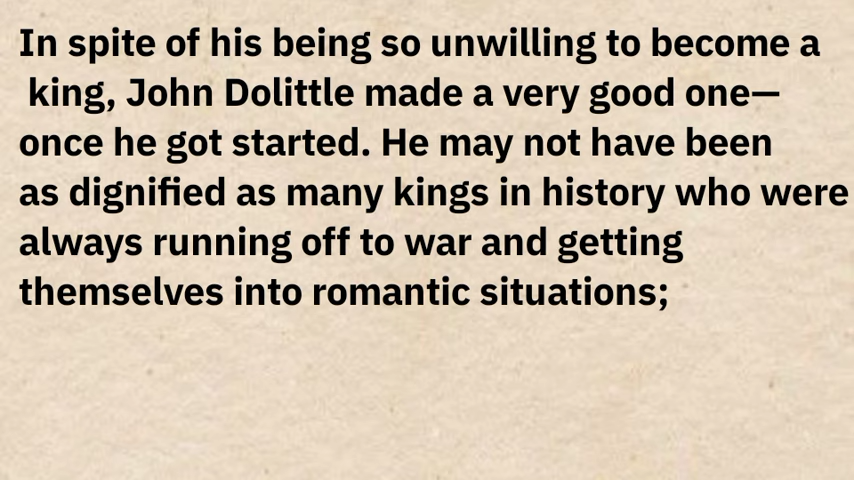 In spite of his being so unwilling to become a
king, John Dolittle made a very good one—
once he got started. He may not have been
as dignified as many kings in history who were
always running off to war and getting
themselves into romantic situations;